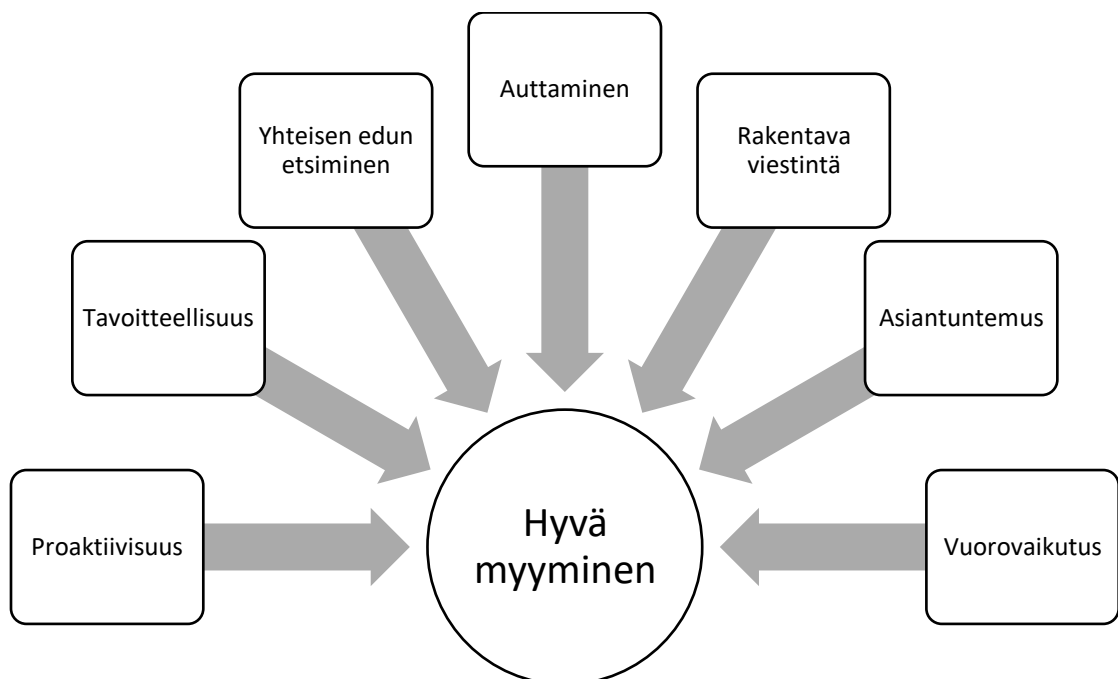 Auttaminen
Yhteisen edun
etsiminen
Rakentava
viestintä
Tavoitteellisuus
Asiantuntemus
Proaktiivisuus
Hyvä
myyminen
Vuorovaikutus